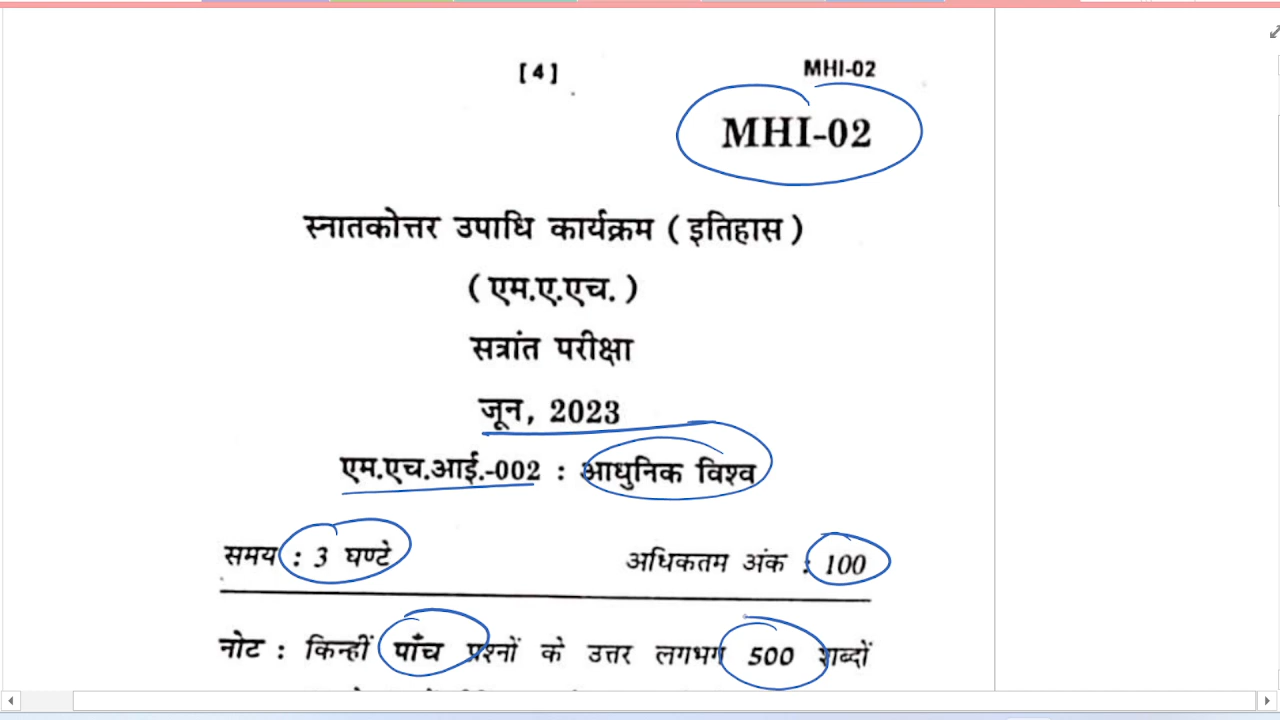 [ 4 ]
MHI-02
MHI-02
स्नातकोत्तर उपाधि कार्यक्रम ( इतिहास )
( एम.ए.एच. )
सत्रांत परीक्षा
जून, 2023
एम.एच.आई.-002 : आधुनिक विश्व
समय : 3 घण्टे
अधिकतम अंक : 100
नोट : किन्हीं पाँच प्रश्नों के उत्तर लगभग 500 शब्दों